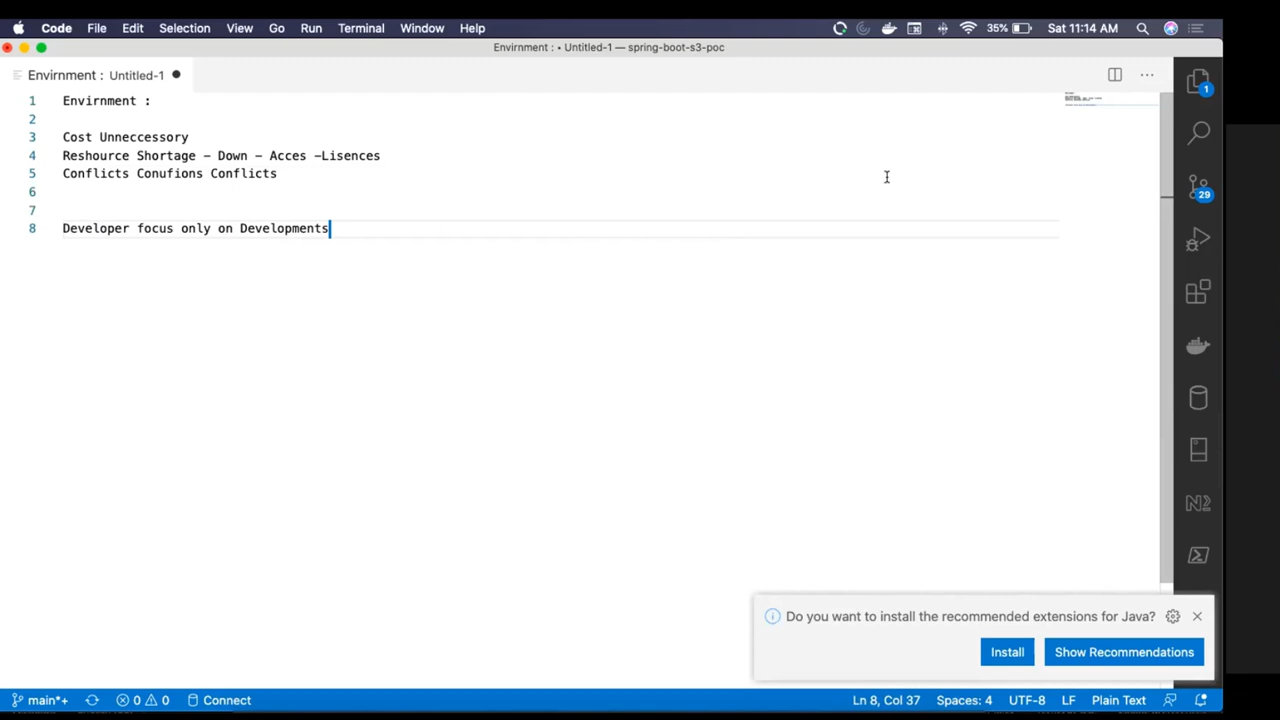 Code File Edit Selection View Go Run Terminal Window Help 35% Sat 11:14 AM
Envirnment : • Untitled-1 — spring-boot-s3-poc
Envirnment : Untitled-1
1 Envirnment :
2
3 Cost Unneccessory
4 Reshource Shortage - Down - Acces -Lisences
5 Conflicts Conufions Conflicts
6
7
8 Developer focus only on Developments
1
29
Do you want to install the recommended extensions for Java?
Install Show Recommendations
main*+ 0 0 Connect Ln 8, Col 37 Spaces: 4 UTF-8 LF Plain Text